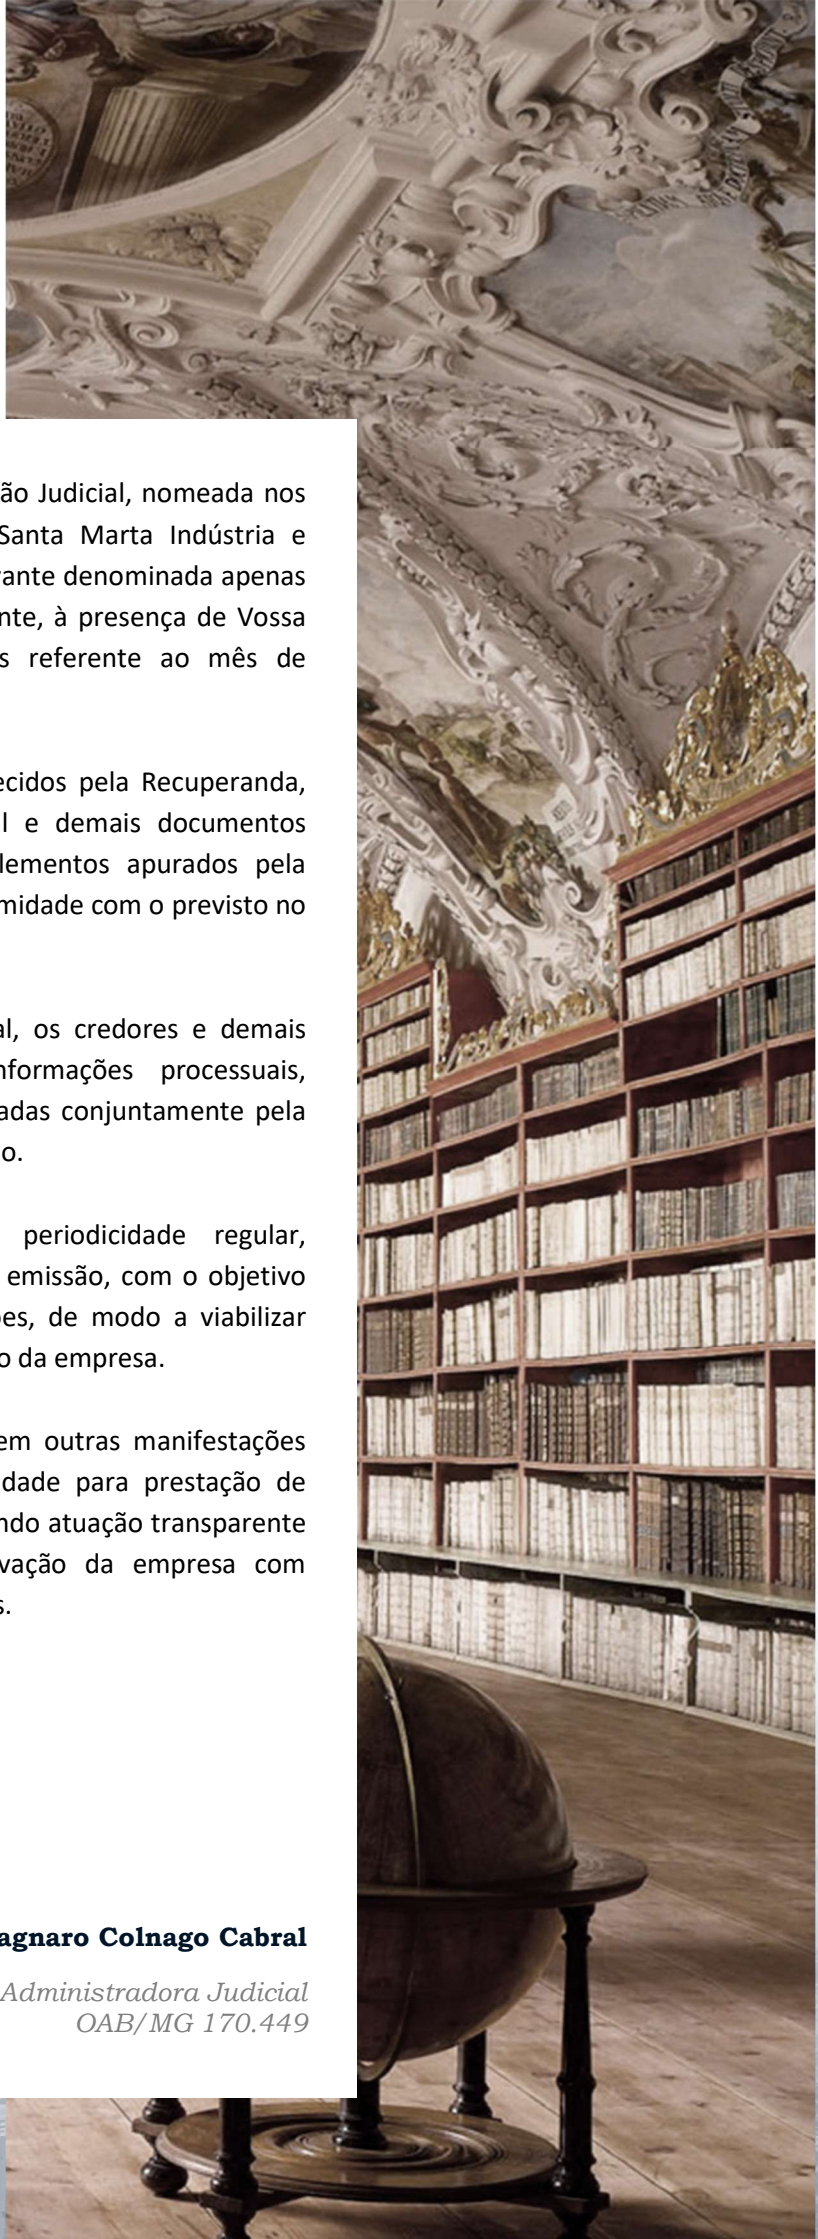 ão Judicial, nomeada nos
Santa Marta Indústria e
ante denominada apenas
nte, à presença de Vossa
s referente ao mês de
ecidos pela Recuperanda,
l e demais documentos
lementos apurados pela
midade com o previsto no
al, os credores e demais
nformações processuais,
adas conjuntamente pela
o.
periodicidade regular,
emissão, com o objetivo
es, de modo a viabilizar
o da empresa.
em outras manifestações
dade para prestação de
ndo atuação transparente
vação da empresa com
s.
agnaro Colnago Cabral
Administradora Judicial
OAB/MG 170.449